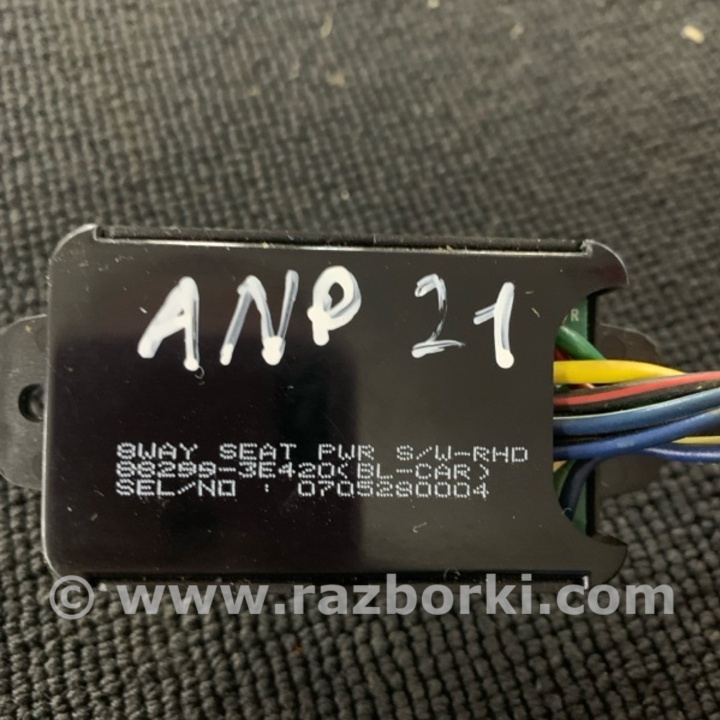 ANP 21
8WAY SEAT PWR S/W-RHD
88299-3E420(BL-CAR)
SEL/NO : 0705280004
© www.razborki.com